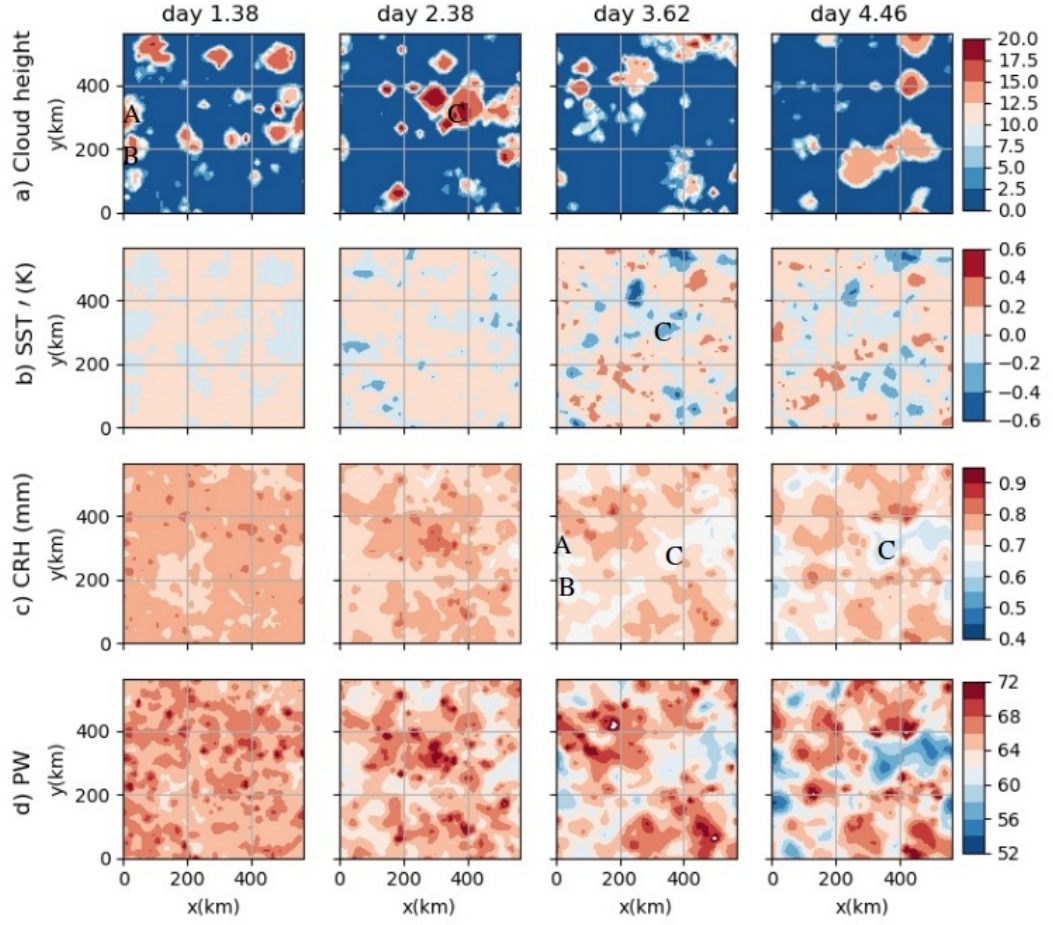 day 1.38 day 2.38 day 3.62 day 4.46
a) Cloud height
y(km)
400
200
0
A
B
C
20.0
17.5
15.0
12.5
10.0
7.5
5.0
2.5
0.0
b) SST ′ (K)
y(km)
400
200
0
C
0.6
0.4
0.2
0.0
−0.2
−0.4
−0.6
c) CRH (mm)
y(km)
400
200
0
A
B
C
C
0.9
0.8
0.7
0.6
0.5
0.4
d) PW
y(km)
400
200
0
72
68
64
60
56
52
0 200 400 0 200 400 0 200 400 0 200 400
x(km) x(km) x(km) x(km)